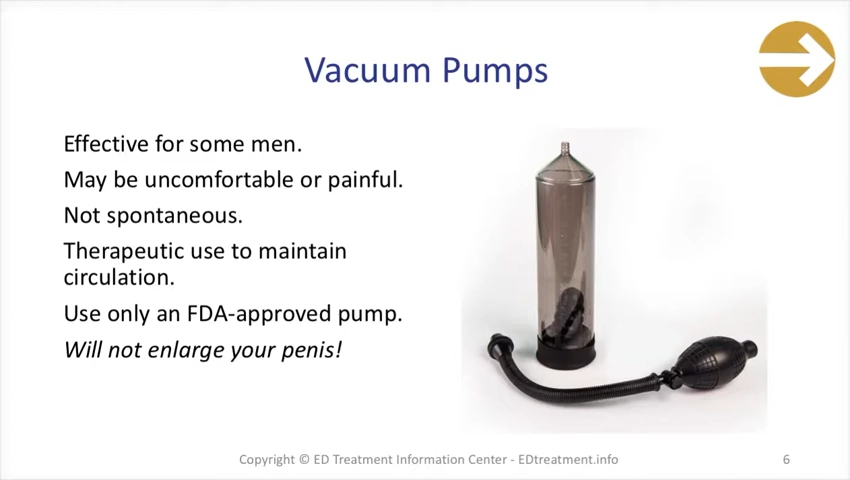 Vacuum Pumps
Effective for some men.
May be uncomfortable or painful.
Not spontaneous.
Therapeutic use to maintain
circulation.
Use only an FDA-approved pump.
Will not enlarge your penis!
Copyright © ED Treatment Information Center - EDtreatment.info
6